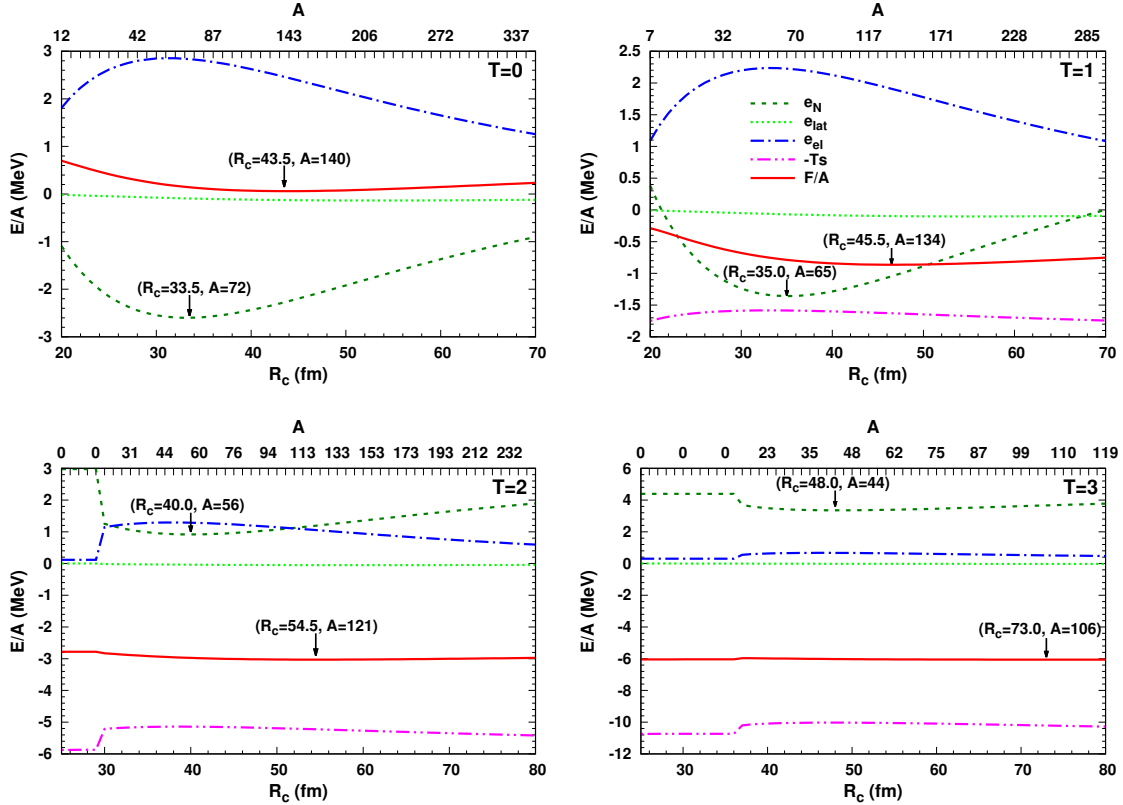 A
12 42 87 143 206 272 337
3
2
1
0
-1
-2
-3
E/A (MeV)
T=0
(Rc=43.5, A=140)
(Rc=33.5, A=72)
20 30 40 50 60 70
Rc (fm)
A
7 32 70 117 171 228 285
2.5
2
1.5
1
0.5
0
-0.5
-1
-1.5
-2
E/A (MeV)
T=1
eN
elat
eel
-Ts
F/A
(Rc=45.5, A=134)
(Rc=35.0, A=65)
20 30 40 50 60 70
Rc (fm)
A
0 0 31 44 60 76 94 113 133 153 173 193 212 232
3
2
1
0
-1
-2
-3
-4
-5
-6
E/A (MeV)
T=2
(Rc=40.0, A=56)
(Rc=54.5, A=121)
30 40 50 60 70 80
Rc (fm)
A
0 0 0 23 35 48 62 75 87 99 110 119
6
4
2
0
-2
-4
-6
-8
-10
-12
E/A (MeV)
T=3
(Rc=48.0, A=44)
(Rc=73.0, A=106)
30 40 50 60 70 80
Rc (fm)